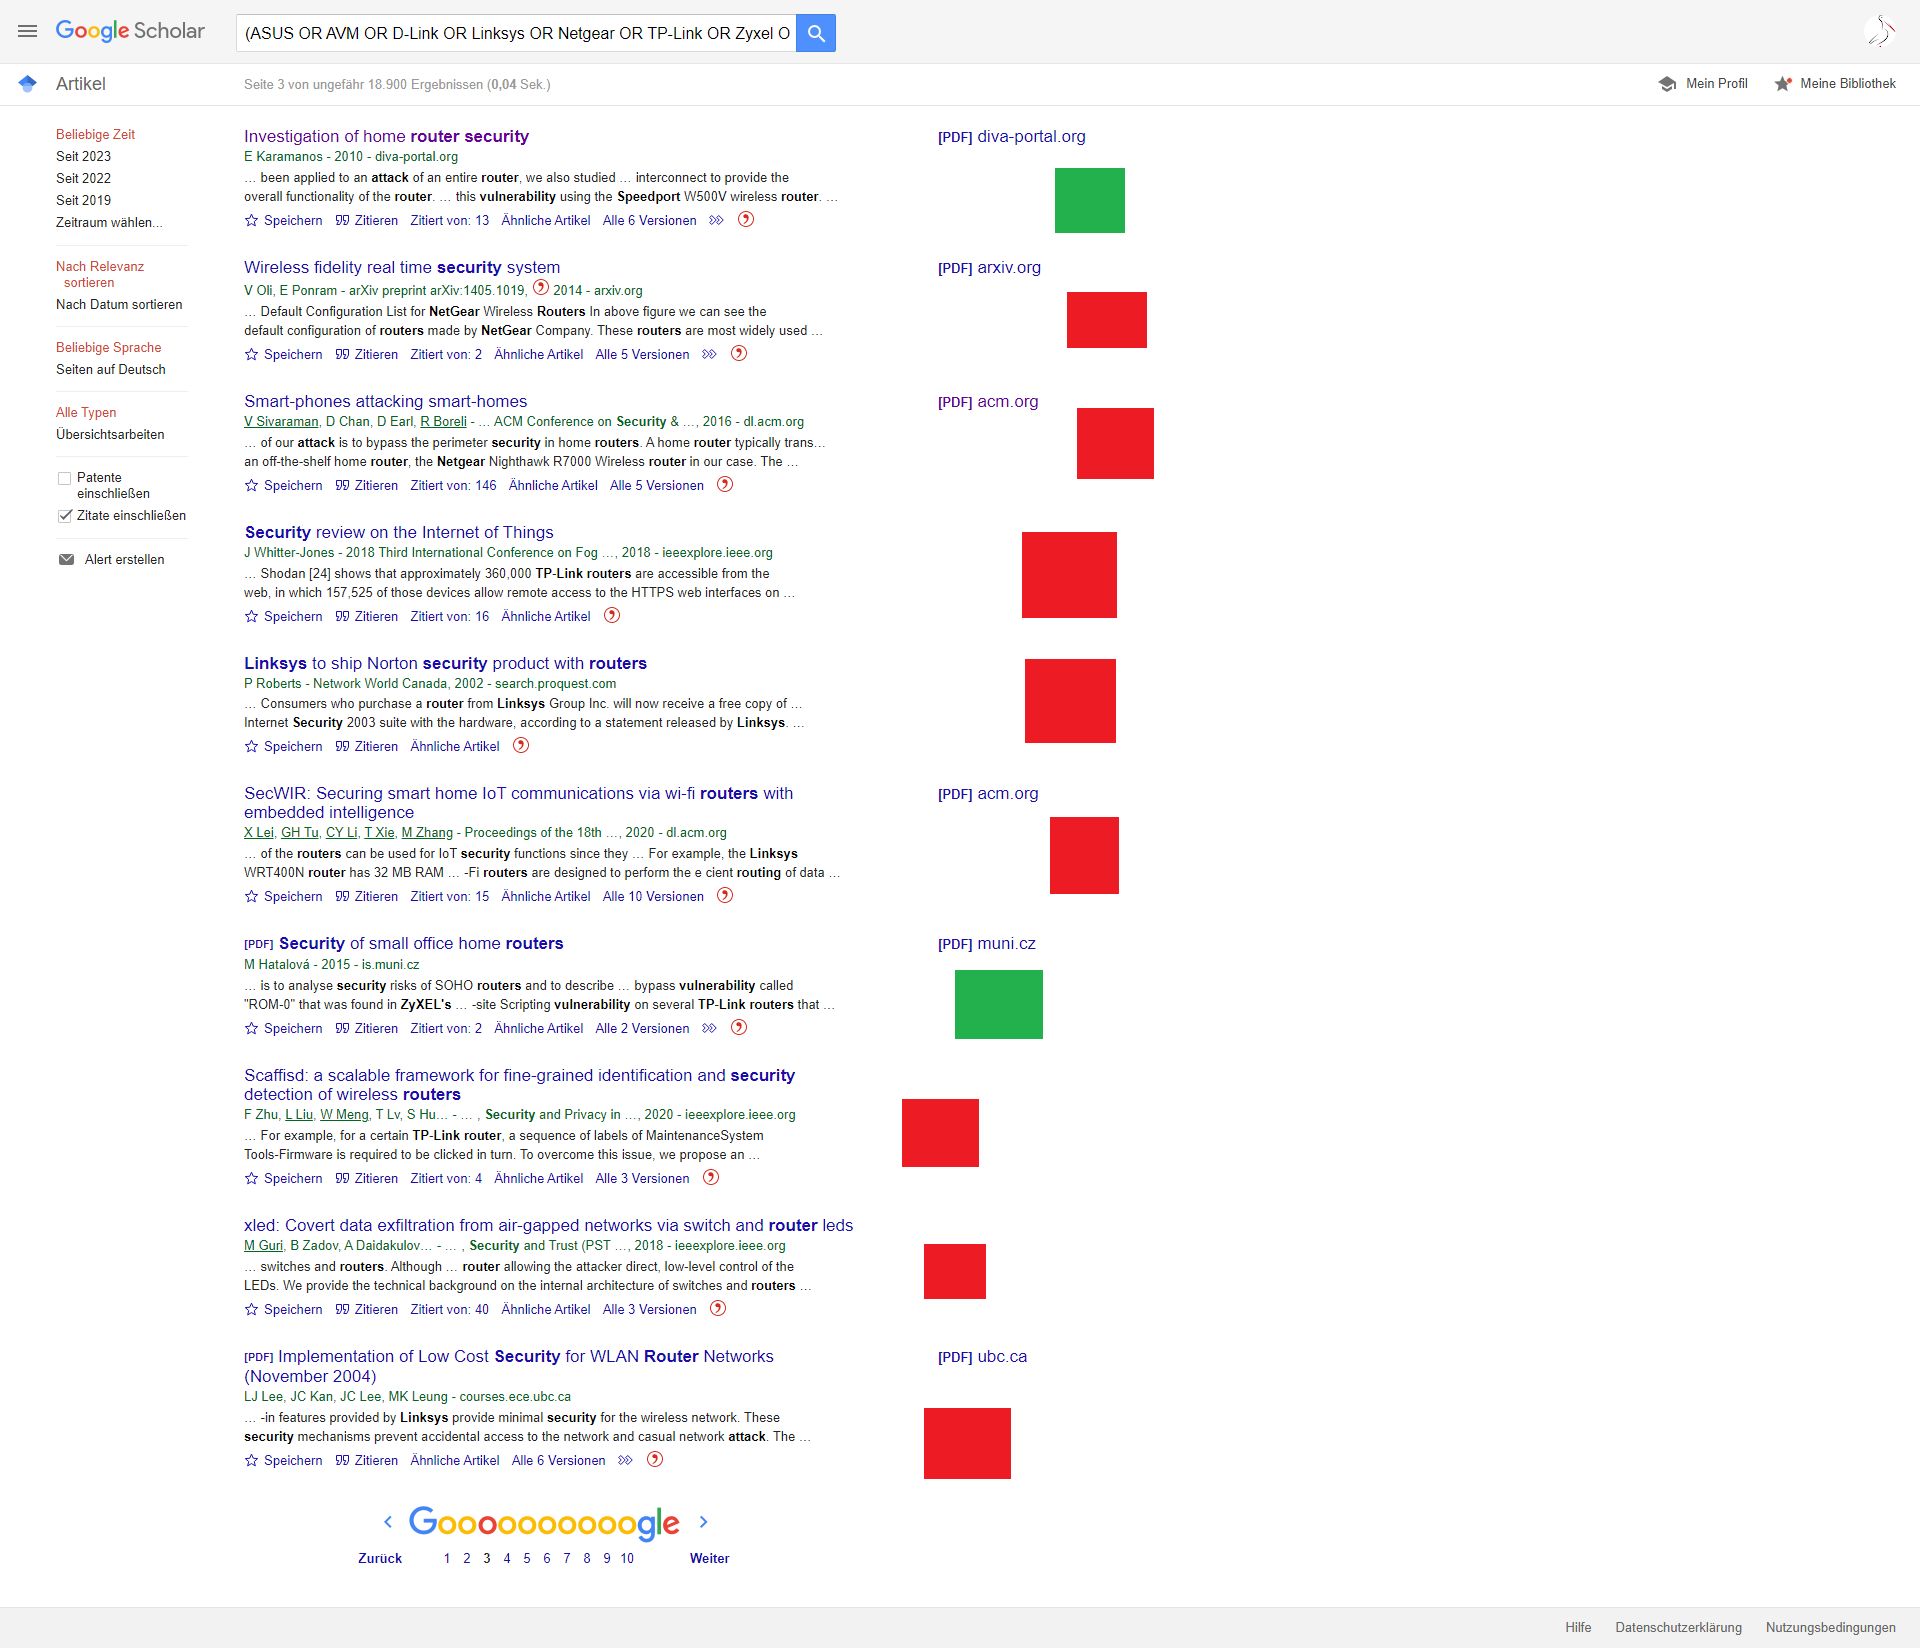 Google Scholar
(ASUS OR AVM OR D-Link OR Linksys OR Netgear OR TP-Link OR Zyxel O
Artikel
Seite 3 von ungefähr 18.900 Ergebnissen (0,04 Sek.)
Mein Profil
Meine Bibliothek
Beliebige Zeit
Seit 2023
Seit 2022
Seit 2019
Zeitraum wählen...
Nach Relevanz
sortieren
Nach Datum sortieren
Beliebige Sprache
Seiten auf Deutsch
Alle Typen
Übersichtsarbeiten
Patente
einschließen
Zitate einschließen
Alert erstellen
Investigation of home router security
[PDF] diva-portal.org
E Karamanos - 2010 - diva-portal.org
… been applied to an attack of an entire router, we also studied … interconnect to provide the
overall functionality of the router. … this vulnerability using the Speedport W500V wireless router. …
Speichern Zitieren Zitiert von: 13 Ähnliche Artikel Alle 6 Versionen
Wireless fidelity real time security system
[PDF] arxiv.org
V Oli, E Ponram - arXiv preprint arXiv:1405.1019, 2014 - arxiv.org
… Default Configuration List for NetGear Wireless Routers In above figure we can see the
default configuration of routers made by NetGear Company. These routers are most widely used …
Speichern Zitieren Zitiert von: 2 Ähnliche Artikel Alle 5 Versionen
Smart-phones attacking smart-homes
[PDF] acm.org
V Sivaraman, D Chan, D Earl, R Boreli - … ACM Conference on Security & …, 2016 - dl.acm.org
… of our attack is to bypass the perimeter security in home routers. A home router typically trans…
an off-the-shelf home router, the Netgear Nighthawk R7000 Wireless router in our case. The …
Speichern Zitieren Zitiert von: 146 Ähnliche Artikel Alle 5 Versionen
Security review on the Internet of Things
J Whitter-Jones - 2018 Third International Conference on Fog …, 2018 - ieeexplore.ieee.org
… Shodan [24] shows that approximately 360,000 TP-Link routers are accessible from the
web, in which 157,525 of those devices allow remote access to the HTTPS web interfaces on …
Speichern Zitieren Zitiert von: 16 Ähnliche Artikel
Linksys to ship Norton security product with routers
P Roberts - Network World Canada, 2002 - search.proquest.com
… Consumers who purchase a router from Linksys Group Inc. will now receive a free copy of …
Internet Security 2003 suite with the hardware, according to a statement released by Linksys. …
Speichern Zitieren Ähnliche Artikel
SecWIR: Securing smart home IoT communications via wi-fi routers with
embedded intelligence
[PDF] acm.org
X Lei, GH Tu, CY Li, T Xie, M Zhang - Proceedings of the 18th …, 2020 - dl.acm.org
… of the routers can be used for IoT security functions since they … For example, the Linksys
WRT400N router has 32 MB RAM … -Fi routers are designed to perform the e cient routing of data …
Speichern Zitieren Zitiert von: 15 Ähnliche Artikel Alle 10 Versionen
[PDF] Security of small office home routers
[PDF] muni.cz
M Hatalová - 2015 - is.muni.cz
… is to analyse security risks of SOHO routers and to describe … bypass vulnerability called
"ROM-0" that was found in ZyXEL's … -site Scripting vulnerability on several TP-Link routers that …
Speichern Zitieren Zitiert von: 2 Ähnliche Artikel Alle 2 Versionen
Scaffisd: a scalable framework for fine-grained identification and security
detection of wireless routers
F Zhu, L Liu, W Meng, T Lv, S Hu… - … , Security and Privacy in …, 2020 - ieeexplore.ieee.org
… For example, for a certain TP-Link router, a sequence of labels of MaintenanceSystem
Tools-Firmware is required to be clicked in turn. To overcome this issue, we propose an …
Speichern Zitieren Zitiert von: 4 Ähnliche Artikel Alle 3 Versionen
xled: Covert data exfiltration from air-gapped networks via switch and router leds
M Guri, B Zadov, A Daidakulov… - … , Security and Trust (PST …, 2018 - ieeexplore.ieee.org
… switches and routers. Although … router allowing the attacker direct, low-level control of the
LEDs. We provide the technical background on the internal architecture of switches and routers …
Speichern Zitieren Zitiert von: 40 Ähnliche Artikel Alle 3 Versionen
[PDF] Implementation of Low Cost Security for WLAN Router Networks
(November 2004)
[PDF] ubc.ca
LJ Lee, JC Kan, JC Lee, MK Leung - courses.ece.ubc.ca
… -in features provided by Linksys provide minimal security for the wireless network. These
security mechanisms prevent accidental access to the network and casual network attack. The …
Speichern Zitieren Ähnliche Artikel Alle 6 Versionen
Goooooooooogle
Zurück 1 2 3 4 5 6 7 8 9 10 Weiter
Hilfe Datenschutzerklärung Nutzungsbedingungen